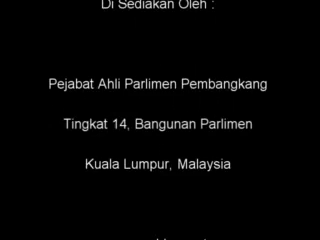 Di Sediakan Oleh :
Pejabat Ahli Parlimen Pembangkang
Tingkat 14, Bangunan Parlimen
Kuala Lumpur, Malaysia